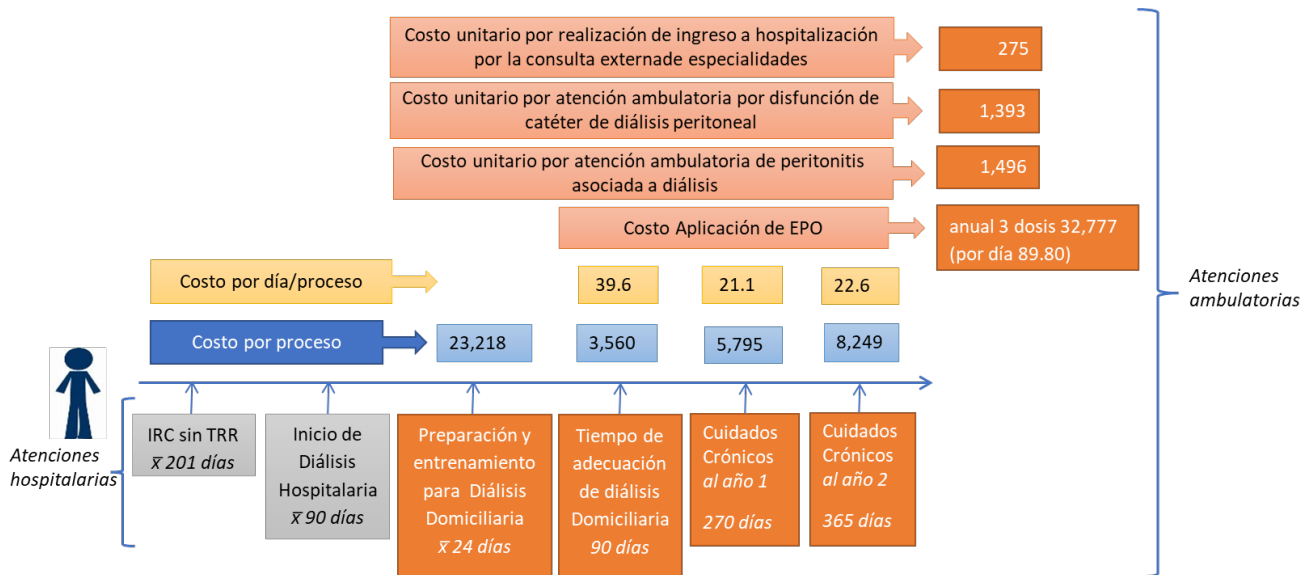 Costo unitario por realización de ingreso a hospitalización
por la consulta externade especialidades
275
Costo unitario por atención ambulatoria por disfunción de
catéter de diálisis peritoneal
1,393
Costo unitario por atención ambulatoria de peritonitis
asociada a diálisis
1,496
Costo Aplicación de EPO
anual 3 dosis 32,777
(por día 89.80)
Atenciones
ambulatorias
Costo por día/proceso
39.6
21.1
22.6
Costo por proceso
23,218
3,560
5,795
8,249
Atenciones
hospitalarias
IRC sin TRR
x̅ 201 días
Inicio de
Diálisis
Hospitalaria
x̅ 90 días
Preparación y
entrenamiento
para Diálisis
Domiciliaria
x̅ 24 días
Tiempo de
adecuación
de diálisis
Domiciliaria
90 días
Cuidados
Crónicos
al año 1
270 días
Cuidados
Crónicos
al año 2
365 días